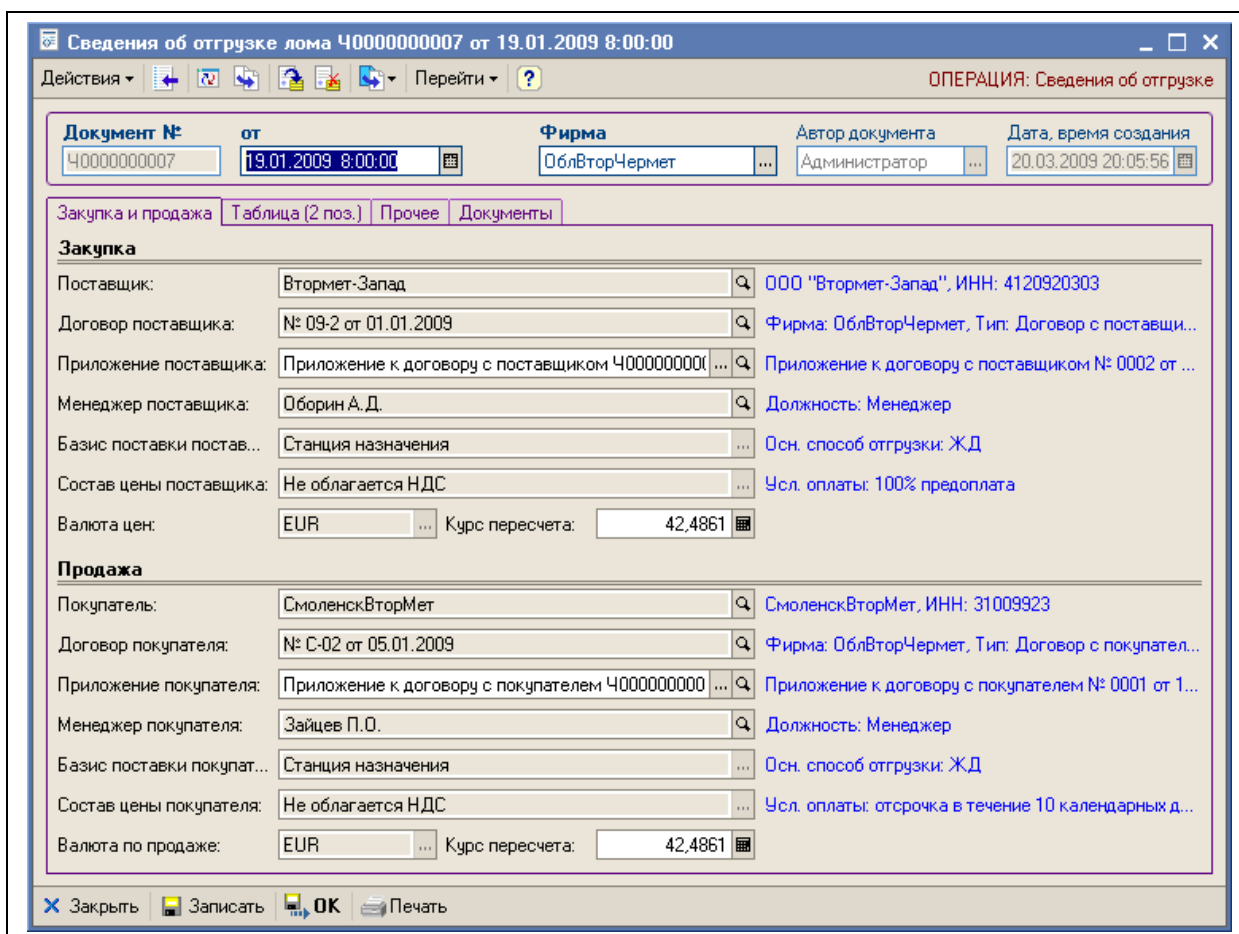 Сведения об отгрузке лома Ч0000000007 от 19.01.2009 8:00:00
Действия Перейти ? ОПЕРАЦИЯ: Сведения об отгрузке
Документ № от Фирма Автор документа Дата, время создания
Ч0000000007 19.01.2009 8:00:00 ОблВторЧермет ... Администратор ... 20.03.2009 20:05:56
Закупка и продажа Таблица (2 поз.) Прочее Документы
Закупка
Поставщик: Втормет-Запад ООО "Втормет-Запад", ИНН: 4120920303
Договор поставщика: № 09-2 от 01.01.2009 Фирма: ОблВторЧермет, Тип: Договор с поставщи...
Приложение поставщика: Приложение к договору с поставщиком Ч00000000( ... Приложение к договору с поставщиком № 0002 от ...
Менеджер поставщика: Оборин А.Д. Должность: Менеджер
Базис поставки постав... Станция назначения ... Осн. способ отгрузки: ЖД
Состав цены поставщика: Не облагается НДС ... Усл. оплаты: 100% предоплата
Валюта цен: EUR ... Курс пересчета: 42,4861
Продажа
Покупатель: СмоленскВторМет СмоленскВторМет, ИНН: 31009923
Договор покупателя: № С-02 от 05.01.2009 Фирма: ОблВторЧермет, Тип: Договор с покупател...
Приложение покупателя: Приложение к договору с покупателем Ч000000000 ... Приложение к договору с покупателем № 0001 от 1...
Менеджер покупателя: Зайцев П.О. Должность: Менеджер
Базис поставки покупат... Станция назначения ... Осн. способ отгрузки: ЖД
Состав цены покупателя: Не облагается НДС ... Усл. оплаты: отсрочка в течение 10 календарных д...
Валюта по продаже: EUR ... Курс пересчета: 42,4861
Закрыть Записать OK Печать